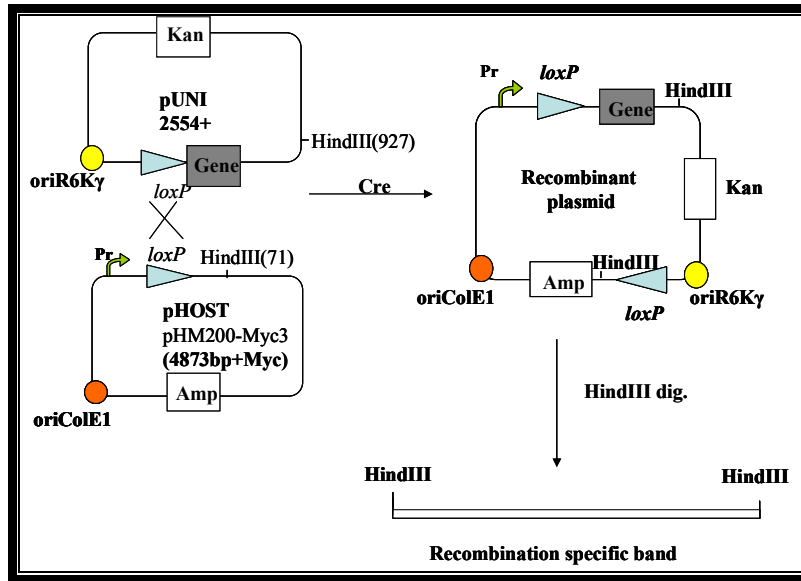 Kan
pUNI
2554+
HindIII(927)
Gene
oriR6Kγ
loxP
loxP
Pr
HindIII(71)
pHOST
pHM200-Myc3
(4873bp+Myc)
Amp
oriColE1
Cre
Pr
loxP
HindIII
Gene
Recombinant
plasmid
Kan
HindIII
Amp
oriColE1
oriR6Kγ
loxP
HindIII dig.
HindIII
HindIII
Recombination specific band